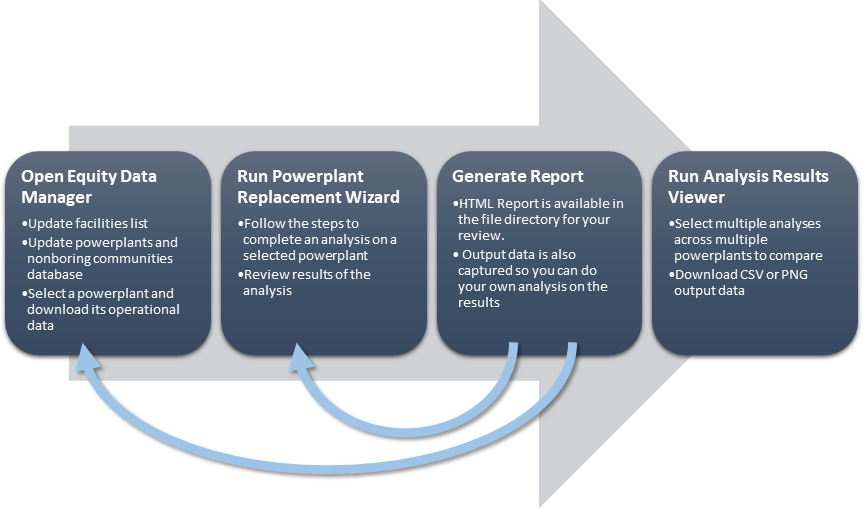 Open Equity Data
Manager
•Update facilities list
•Update powerplants and
nonboring communities
database
•Select a powerplant and
download its operational
data
Run Powerplant
Replacement Wizard
•Follow the steps to
complete an analysis on a
selected powerplant
•Review results of the
analysis
Generate Report
•HTML Report is available in
the file directory for your
review.
• Output data is also
captured so you can do
your own analysis on the
results
Run Analysis Results
Viewer
•Select multiple analyses
across multiple
powerplants to compare
•Download CSV or PNG
output data